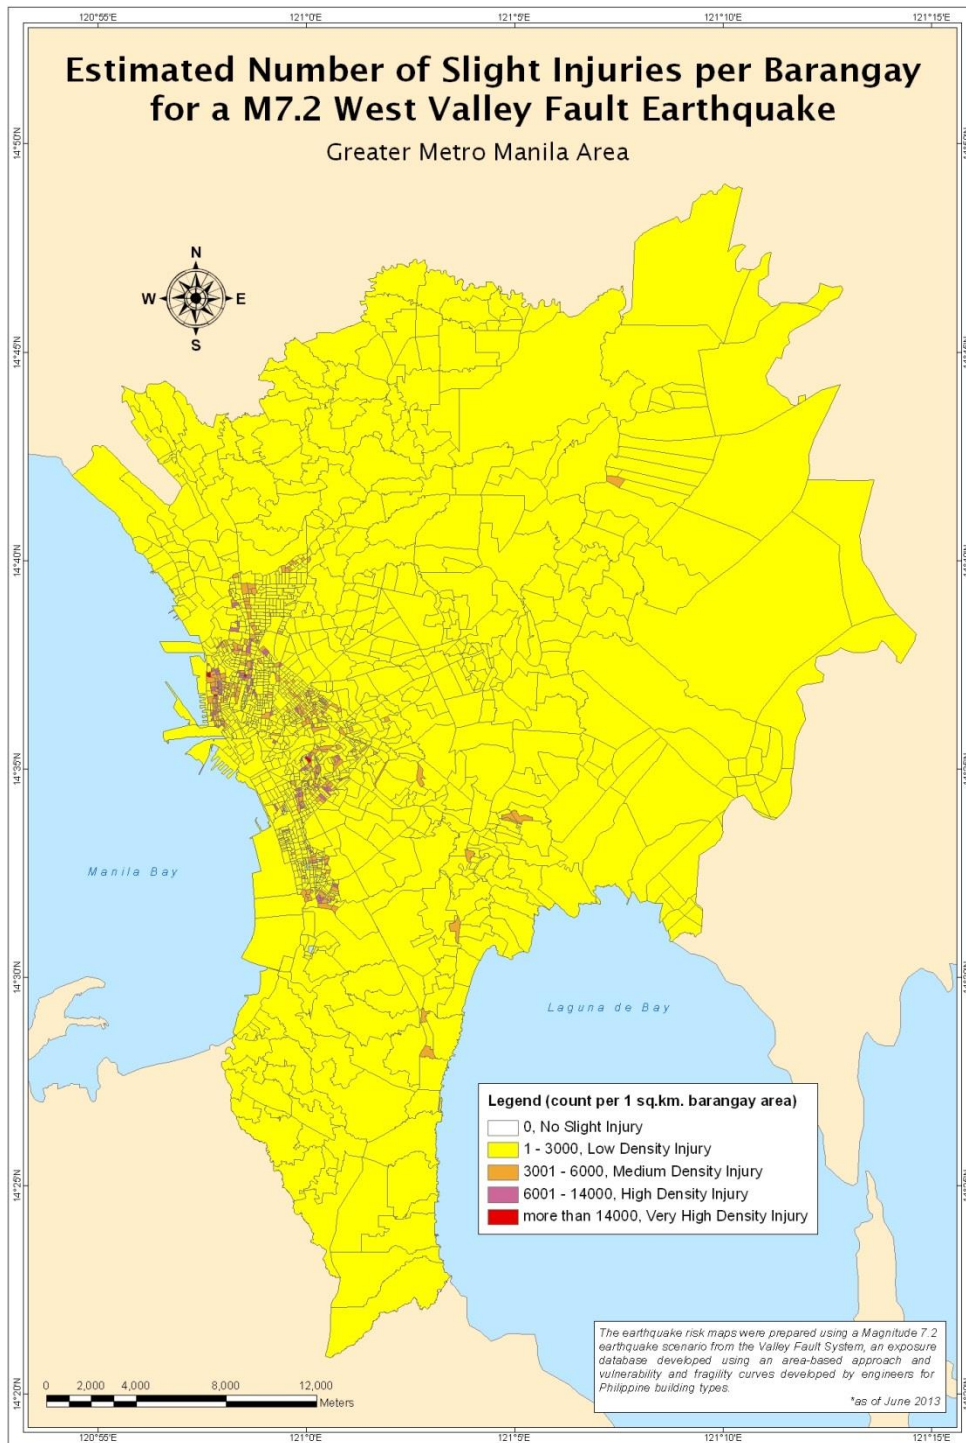 120°55'E 121°0'E 121°5'E 121°10'E 121°15'E
Estimated Number of Slight Injuries per Barangay
for a M7.2 West Valley Fault Earthquake
Greater Metro Manila Area
14°50'N
N
W E
S
14°45'N
14°40'N
14°35'N
Manila Bay
14°30'N
Laguna de Bay
Legend (count per 1 sq.km. barangay area)
0, No Slight Injury
1 - 3000, Low Density Injury
3001 - 6000, Medium Density Injury
6001 - 14000, High Density Injury
more than 14000, Very High Density Injury
14°25'N
The earthquake risk maps were prepared using a Magnitude 7.2
earthquake scenario from the Valley Fault System, an exposure
database developed using an area-based approach and
vulnerability and fragility curves developed by engineers for
Philippine building types.
*as of June 2013
14°20'N
0 2,000 4,000 8,000 12,000
Meters
120°55'E 121°0'E 121°5'E 121°10'E 121°15'E